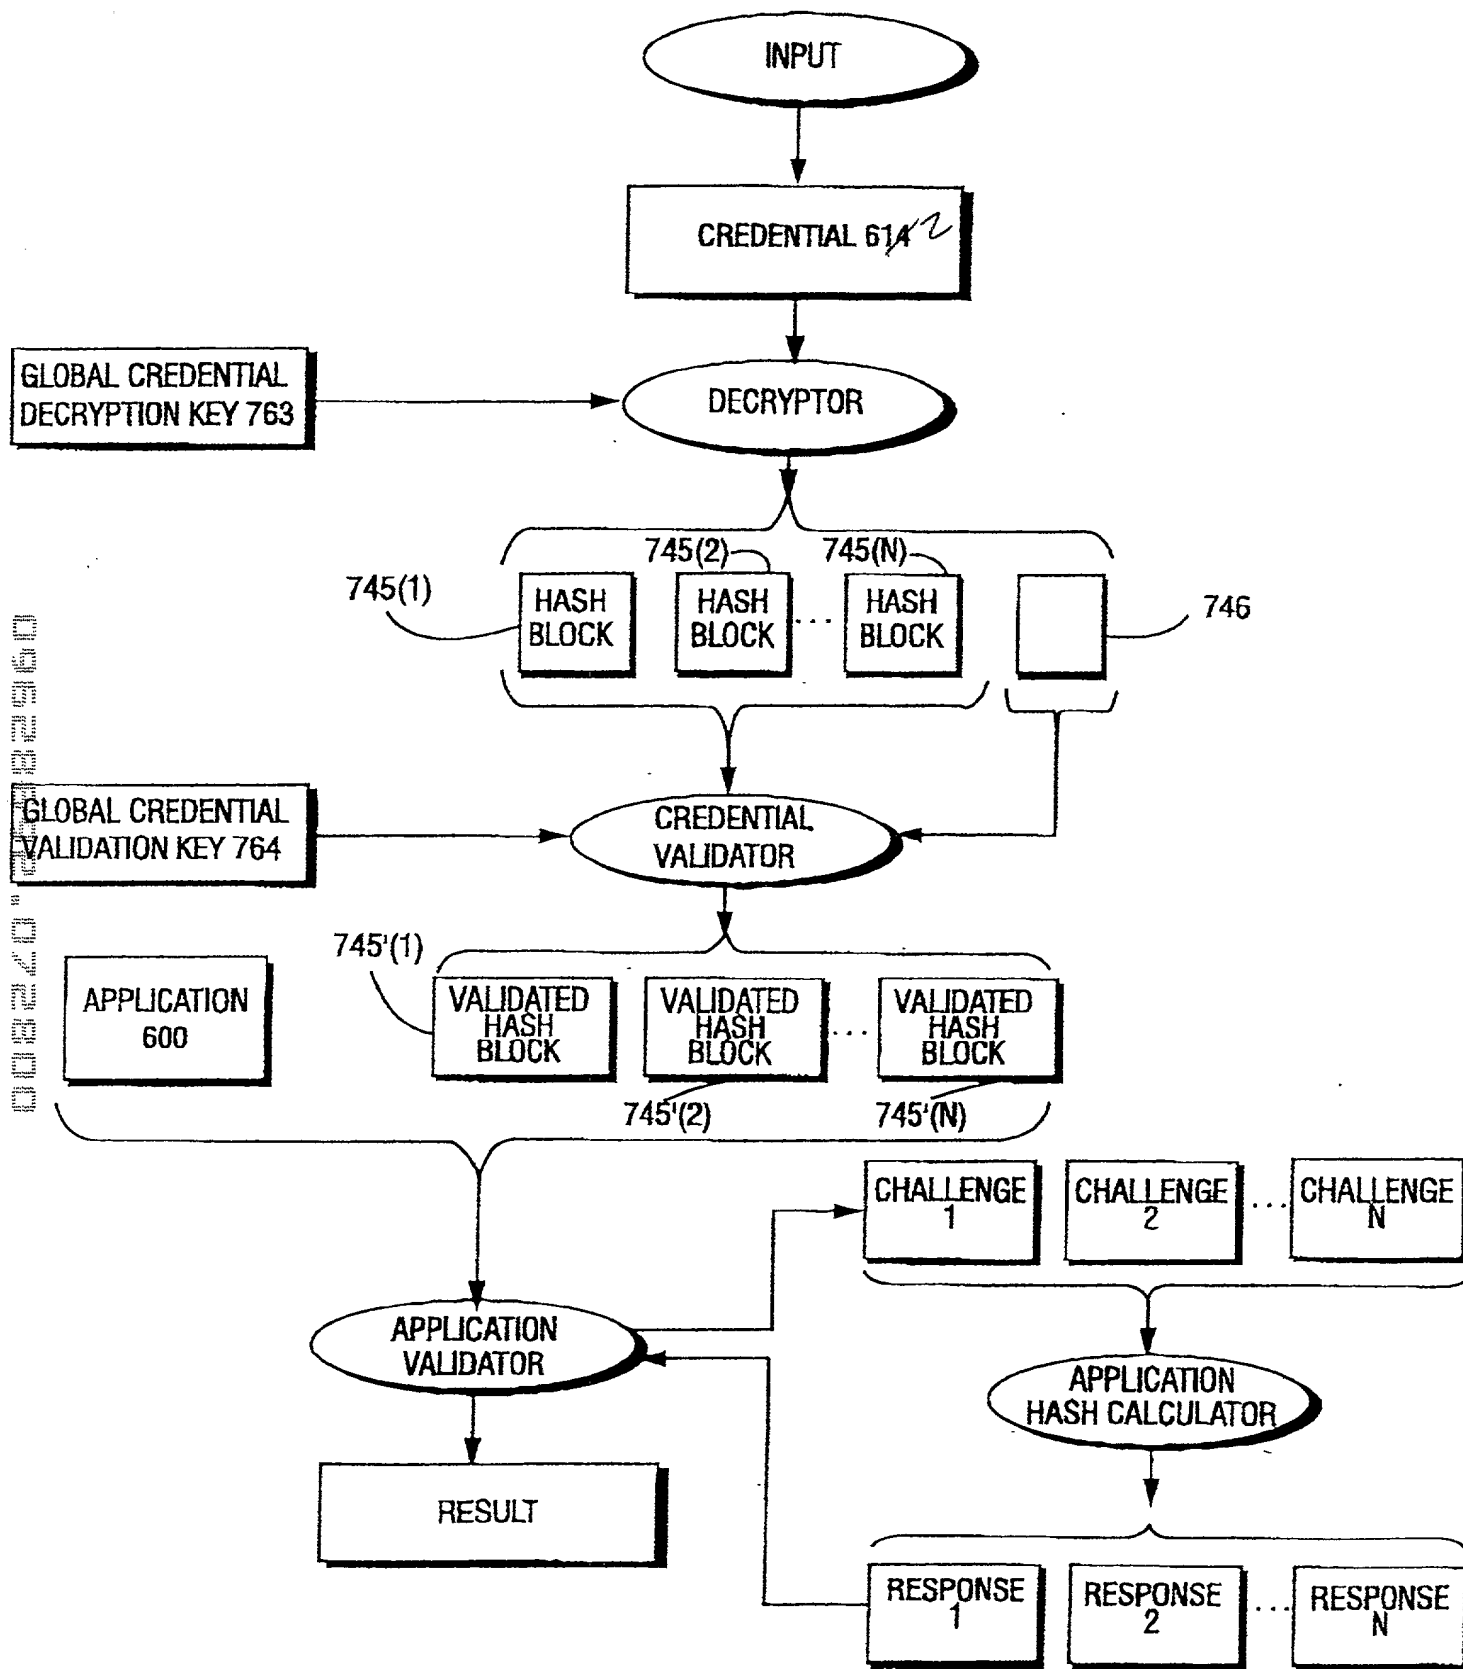 INPUT
CREDENTIAL 614 2
GLOBAL CREDENTIAL
DECRYPTION KEY 763
DECRYPTOR
745(1)
745(2)
745(N)
HASH
BLOCK
HASH
BLOCK
...
HASH
BLOCK
746
GLOBAL CREDENTIAL
VALIDATION KEY 764
CREDENTIAL
VALIDATOR
APPLICATION
600
745'(1)
VALIDATED
HASH
BLOCK
VALIDATED
HASH
BLOCK
...
VALIDATED
HASH
BLOCK
745'(2)
745'(N)
CHALLENGE
1
CHALLENGE
2
...
CHALLENGE
N
APPLICATION
VALIDATOR
APPLICATION
HASH CALCULATOR
RESULT
RESPONSE
1
RESPONSE
2
...
RESPONSE
N